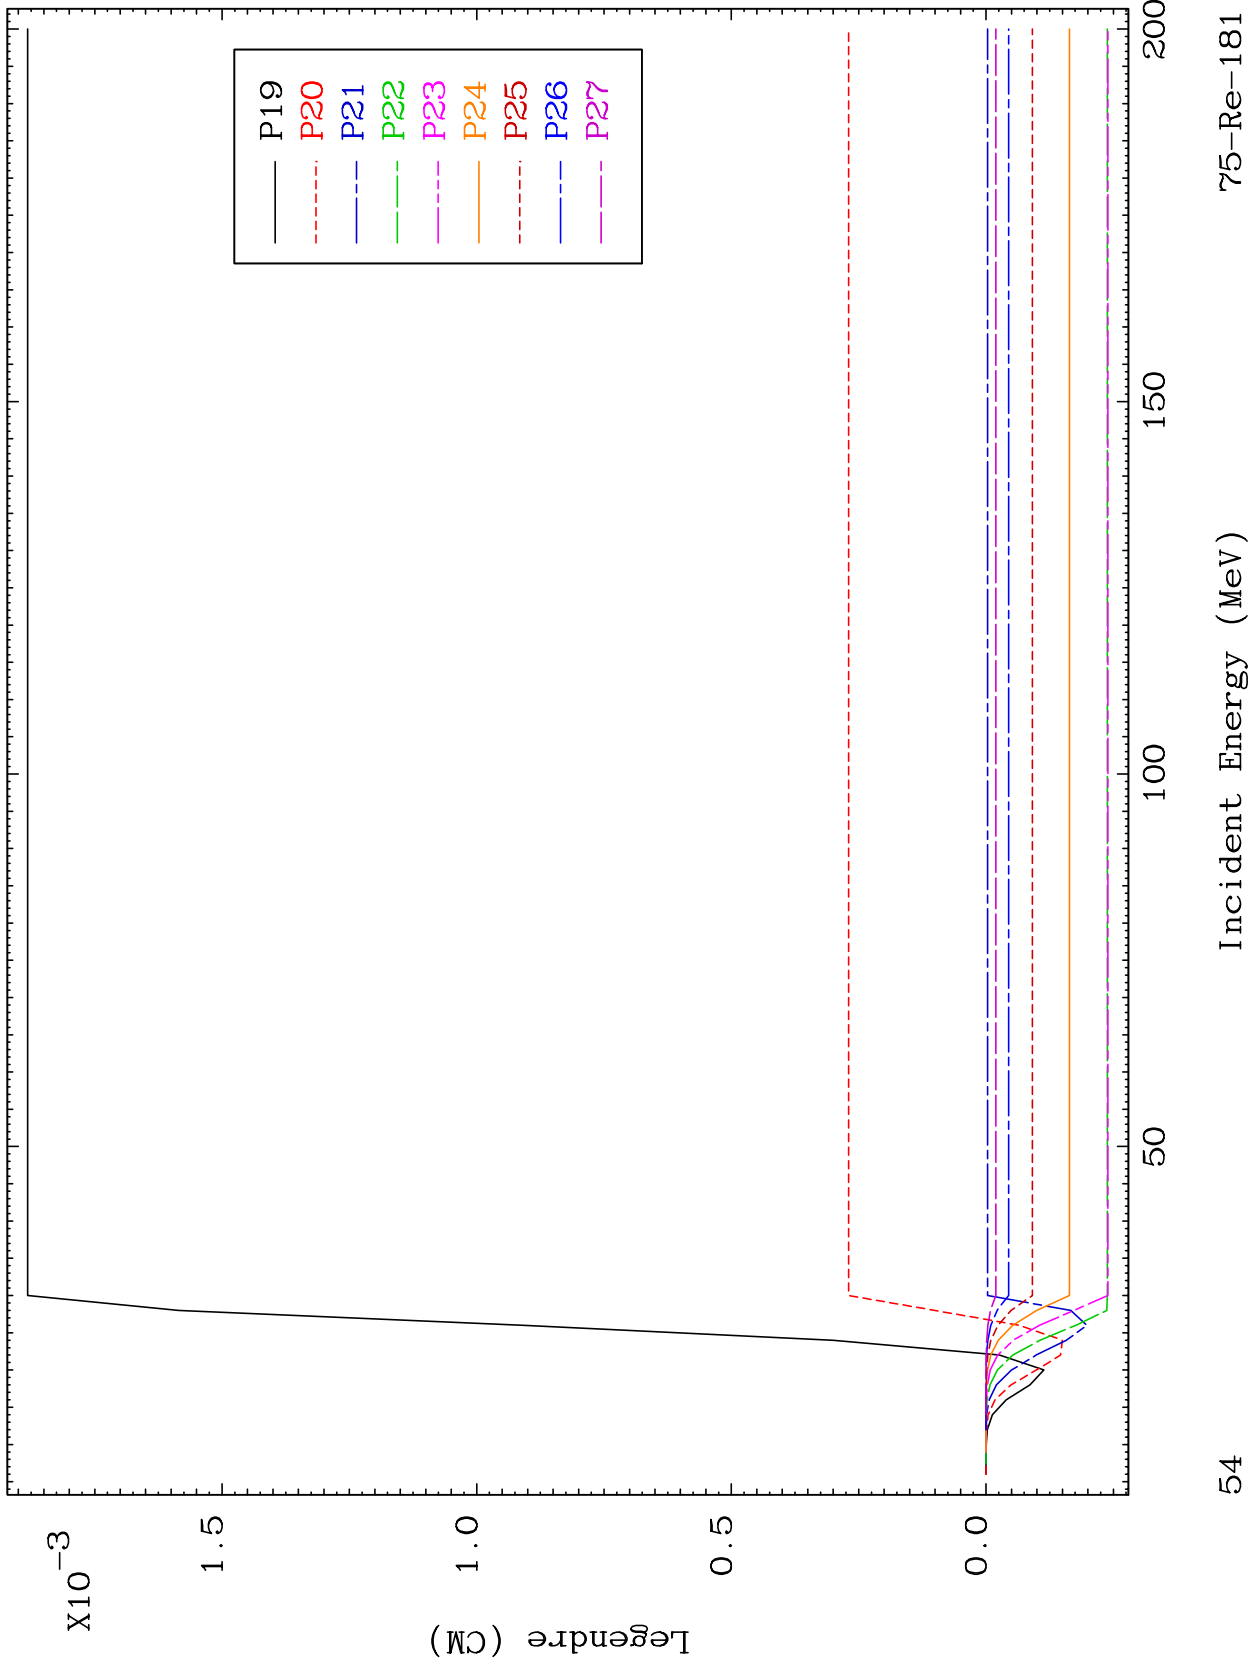 X10⁻³
Legendre (CM)
1.5
1.0
0.5
0.0
P19
P20
P21
P22
P23
P24
P25
P26
P27
50
100
150
200
54
Incident Energy (MeV)
75-Re-181